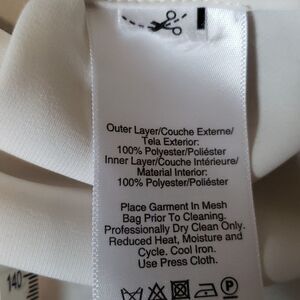 Outer Layer/Couche Externe/
Tela Exterior:
100% Polyester/Poliéster
Inner Layer/Couche Intérieure/
Material Interior:
100% Polyester/Poliéster
Place Garment In Mesh
Bag Prior To Cleaning.
Professionally Dry Clean Only.
Reduced Heat, Moisture and
Cycle. Cool Iron.
Use Press Cloth.
140
P